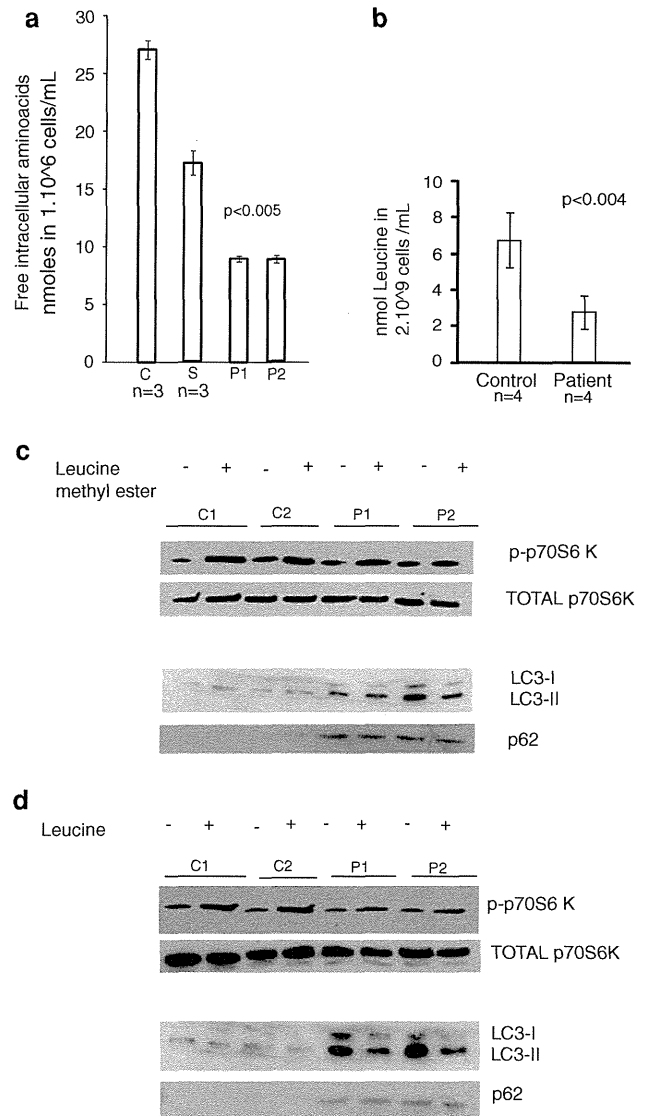 a
Free intracellular aminoacids
nmoles in 1.10^6 cells/mL
30
25
20
15
10
5
0
p<0.005
C S P1 P2
n=3 n=3
b
nmol Leucine in
2.10^9 cells /mL
10
8
6
4
2
0
p<0.004
Control Patient
n=4 n=4
c
Leucine
methyl ester
- + - + - + - +
C1 C2 P1 P2
p-p70S6 K
TOTAL p70S6K
LC3-I
LC3-II
p62
d
Leucine - + - + - + - +
C1 C2 P1 P2
p-p70S6 K
TOTAL p70S6K
LC3-I
LC3-II
p62